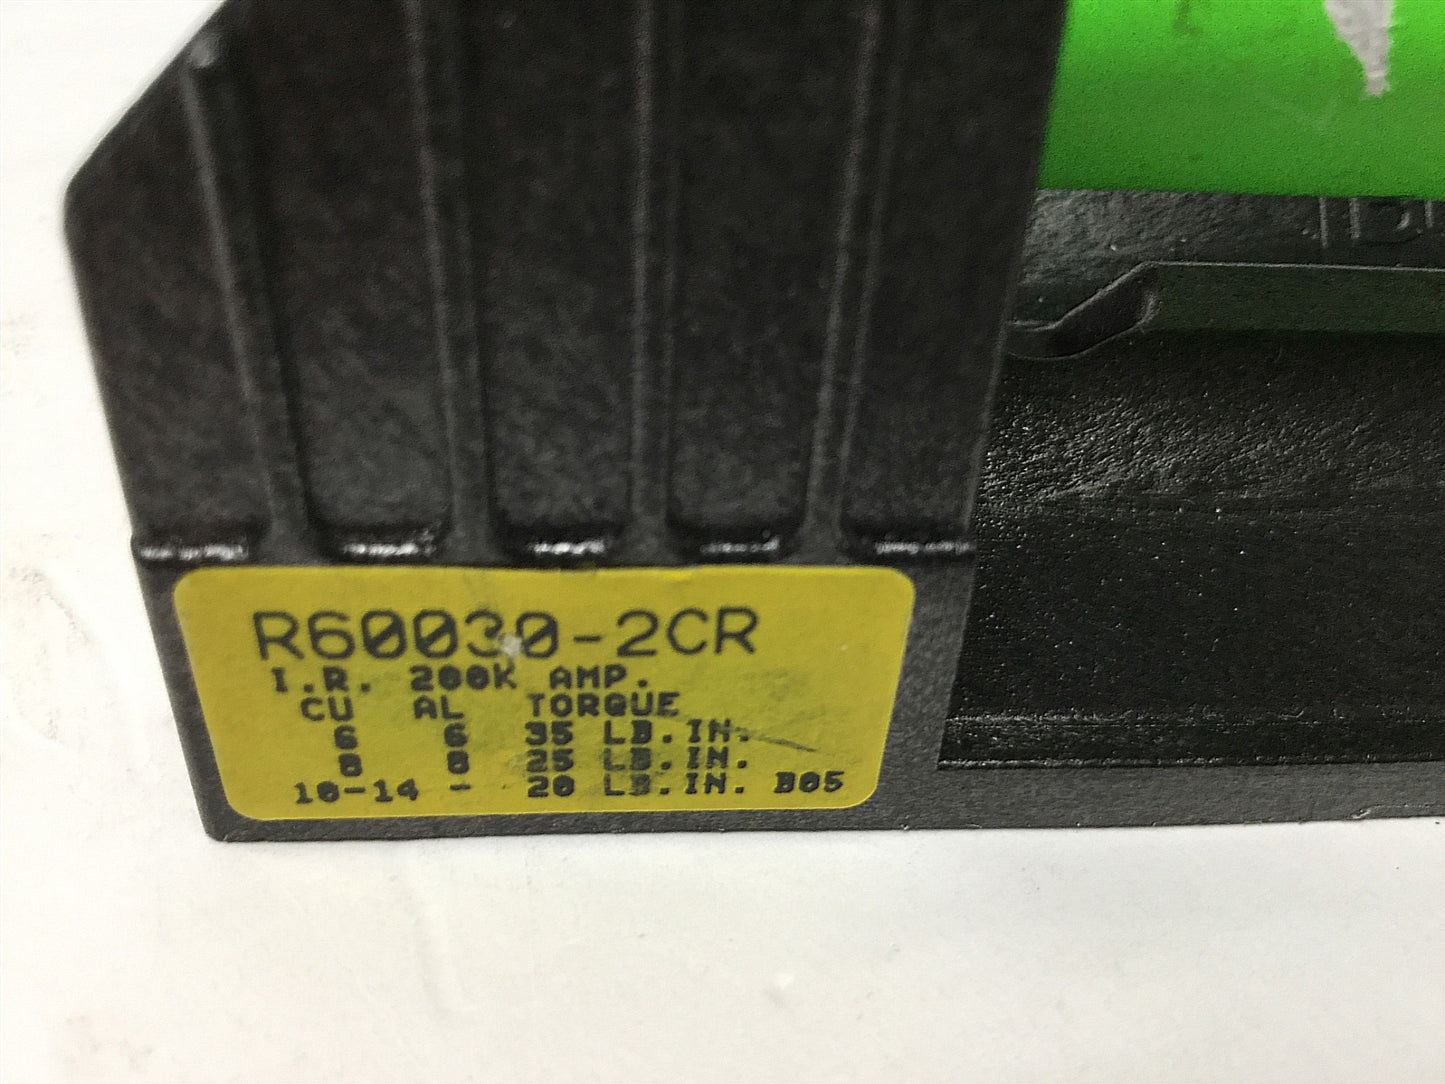 R60030-2CR
I.R. 200K AMP.
CU AL TORQUE
6 6 35 LB.IN.
8 8 25 LB.IN.
10-14 - 20 LB.IN. B05